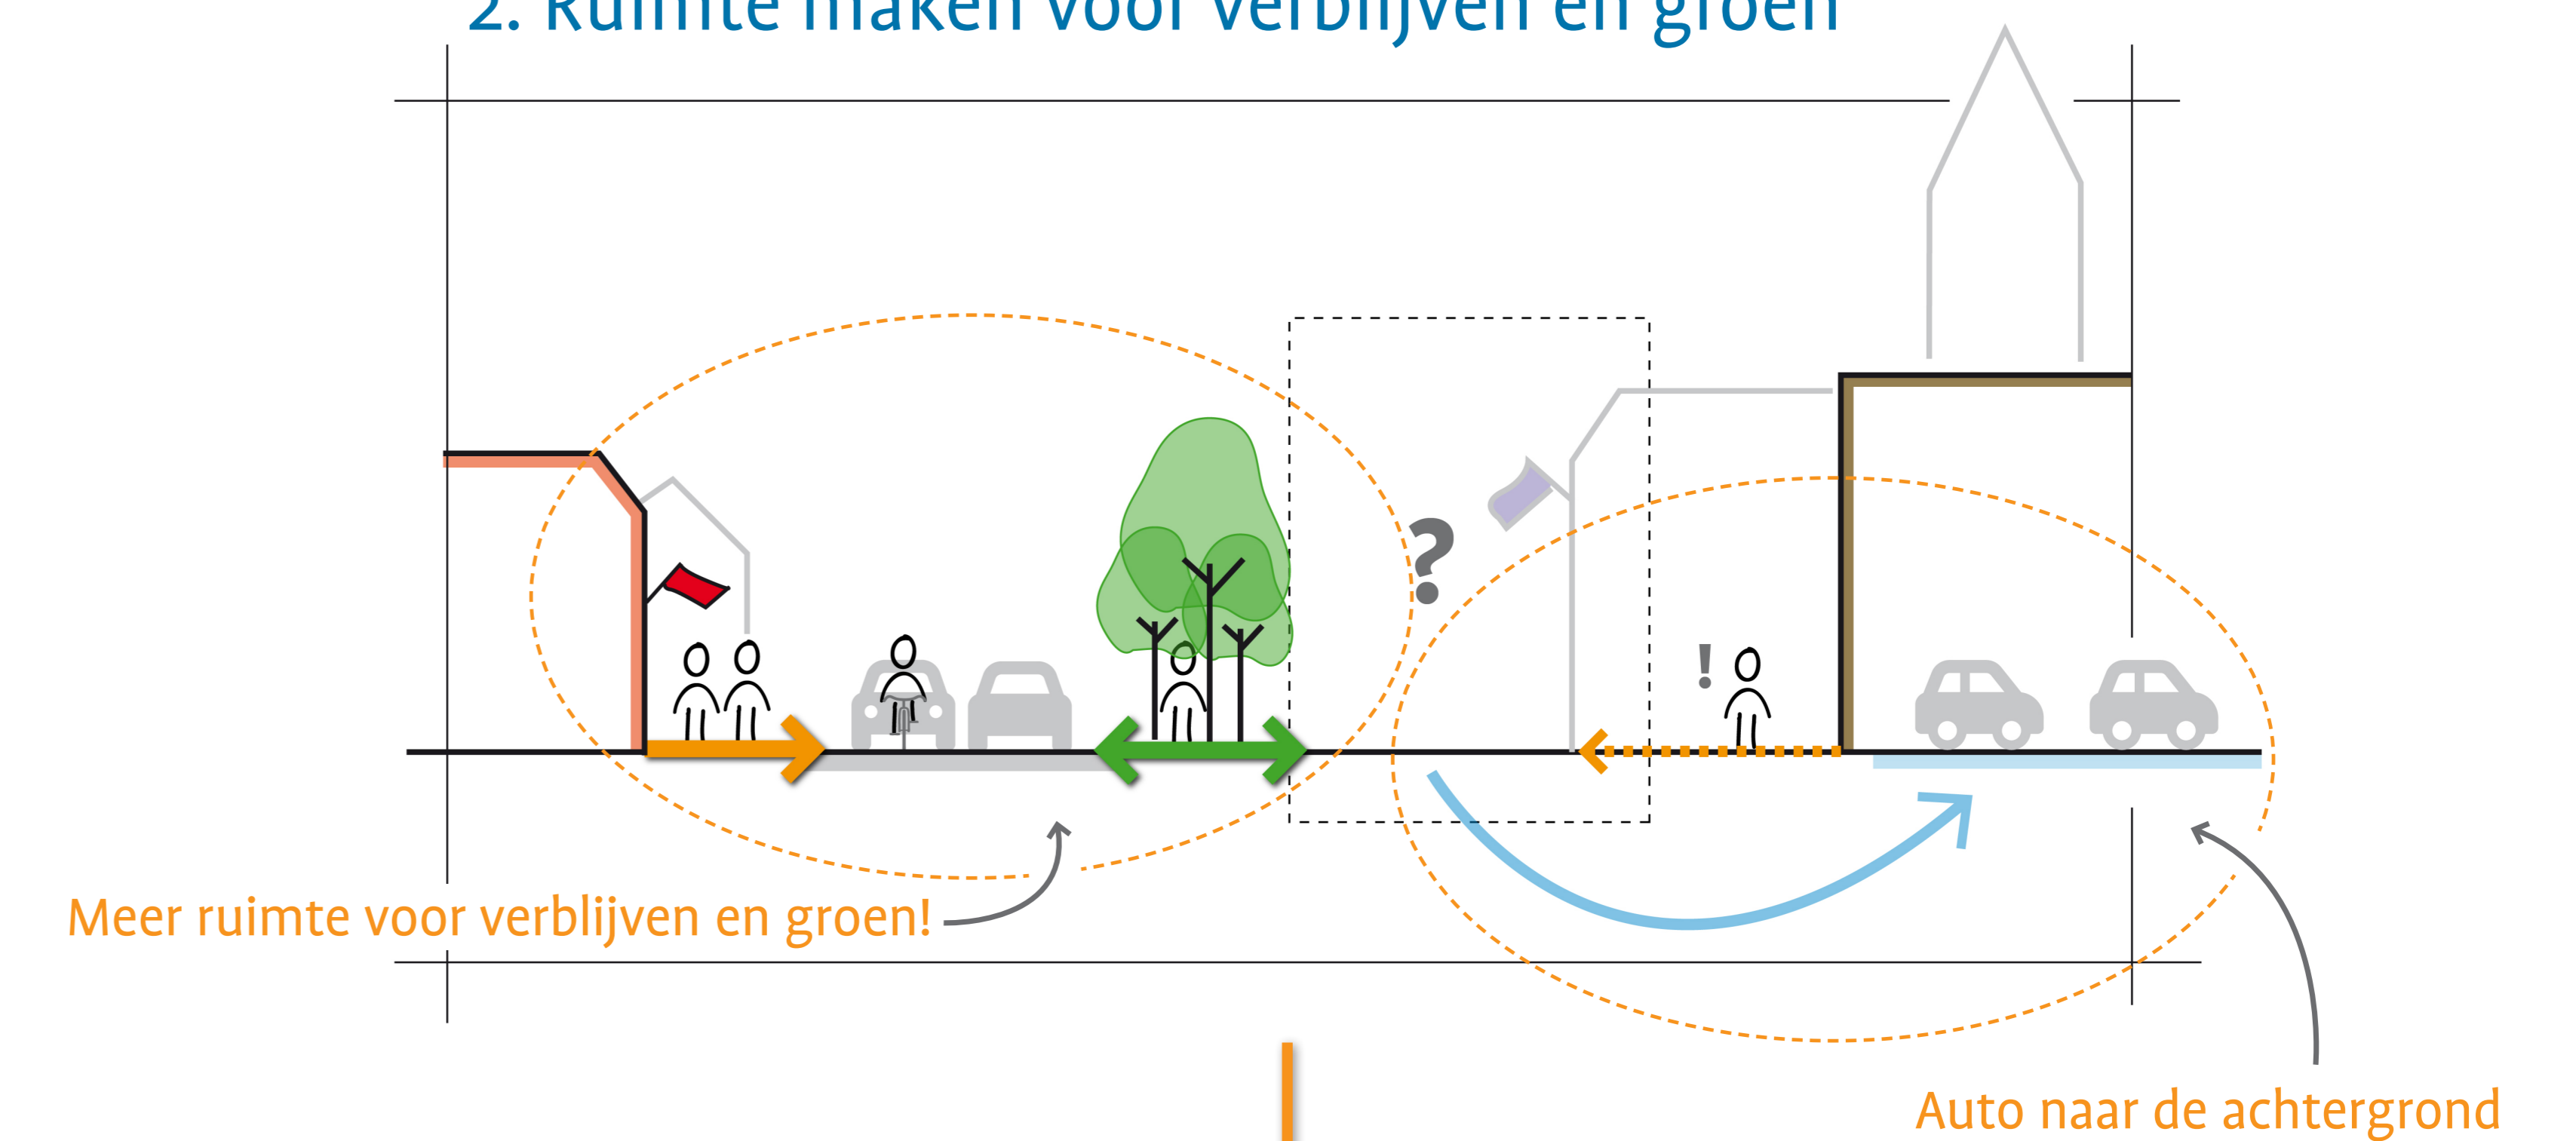 2. Ruimte maken voor verblijven en groen
?
!
Meer ruimte voor verblijven en groen!
Auto naar de achtergrond